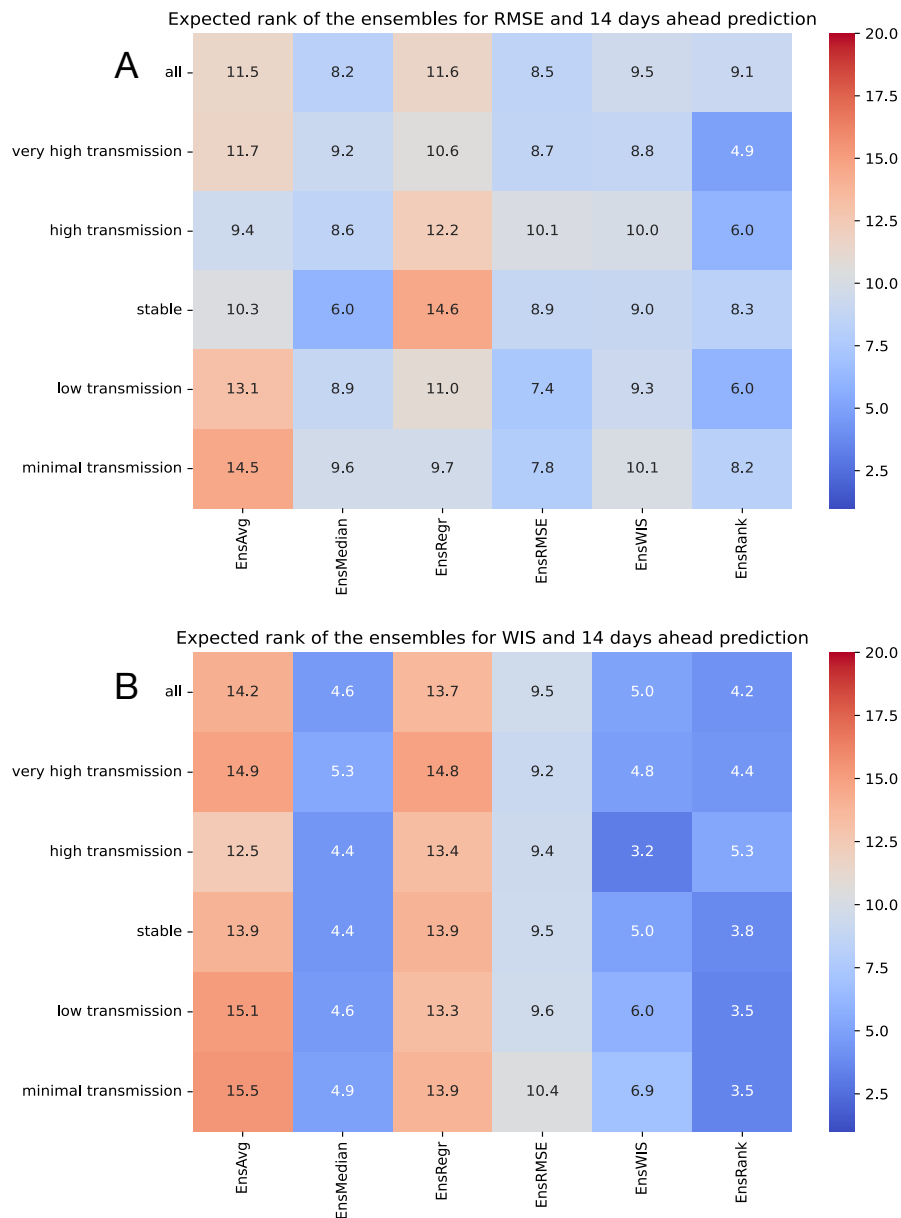 Expected rank of the ensembles for RMSE and 14 days ahead prediction
A
all 11.5 8.2 11.6 8.5 9.5 9.1
very high transmission 11.7 9.2 10.6 8.7 8.8 4.9
high transmission 9.4 8.6 12.2 10.1 10.0 6.0
stable 10.3 6.0 14.6 8.9 9.0 8.3
low transmission 13.1 8.9 11.0 7.4 9.3 6.0
minimal transmission 14.5 9.6 9.7 7.8 10.1 8.2
EnsAvg EnsMedian EnsRegr EnsRMSE EnsWIS EnsRank
20.0
17.5
15.0
12.5
10.0
7.5
5.0
2.5
Expected rank of the ensembles for WIS and 14 days ahead prediction
B
all 14.2 4.6 13.7 9.5 5.0 4.2
very high transmission 14.9 5.3 14.8 9.2 4.8 4.4
high transmission 12.5 4.4 13.4 9.4 3.2 5.3
stable 13.9 4.4 13.9 9.5 5.0 3.8
low transmission 15.1 4.6 13.3 9.6 6.0 3.5
minimal transmission 15.5 4.9 13.9 10.4 6.9 3.5
EnsAvg EnsMedian EnsRegr EnsRMSE EnsWIS EnsRank
20.0
17.5
15.0
12.5
10.0
7.5
5.0
2.5